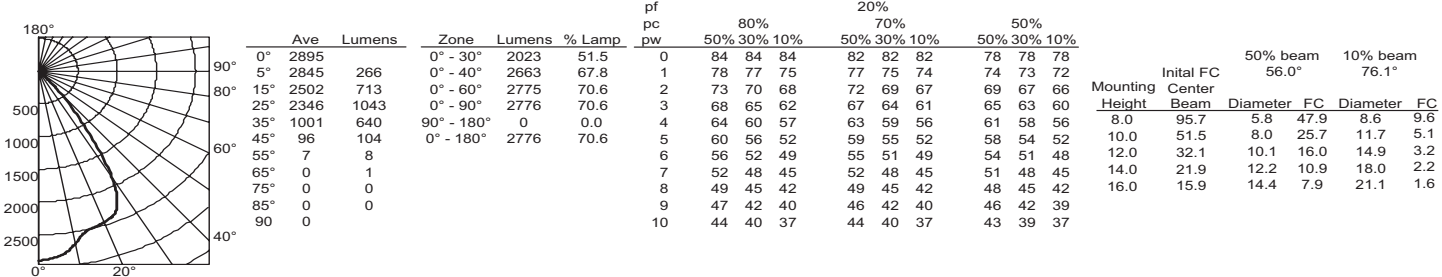 180°
90°
80°
60°
40°
20°
0°
500
1000
1500
2000
2500
Ave Lumens
0° 2895
5° 2845 266
15° 2502 713
25° 2346 1043
35° 1001 640
45° 96 104
55° 7 8
65° 0 1
75° 0 0
85° 0 0
90 0
Zone Lumens % Lamp
0° - 30° 2023 51.5
0° - 40° 2663 67.8
0° - 60° 2775 70.6
0° - 90° 2776 70.6
90° - 180° 0 0.0
0° - 180° 2776 70.6
pf 20%
pc 80% 70% 50%
pw 50% 30% 10% 50% 30% 10% 50% 30% 10%
0 84 84 84 82 82 82 78 78 78
1 78 77 75 77 75 74 74 73 72
2 73 70 68 72 69 67 69 67 66
3 68 65 62 67 64 61 65 63 60
4 64 60 57 63 59 56 61 58 56
5 60 56 52 59 55 52 58 54 52
6 56 52 49 55 51 49 54 51 48
7 52 48 45 52 48 45 51 48 45
8 49 45 42 49 45 42 48 45 42
9 47 42 40 46 42 40 46 42 39
10 44 40 37 44 40 37 43 39 37
50% beam 10% beam
56.0° 76.1°
Mounting Height Inital FC Center Beam Diameter FC Diameter FC
8.0 95.7 5.8 47.9 8.6 9.6
10.0 51.5 8.0 25.7 11.7 5.1
12.0 32.1 10.1 16.0 14.9 3.2
14.0 21.9 12.2 10.9 18.0 2.2
16.0 15.9 14.4 7.9 21.1 1.6